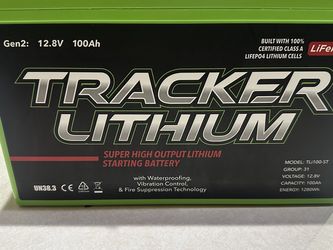 Gen2: 12.8V 100Ah
BUILT WITH 100%
CERTIFIED CLASS A
LIFEPO4 LITHIUM CELLS
LiFeP
TRACKER
LITHIUM
SUPER HIGH OUTPUT LITHIUM
STARTING BATTERY
with Waterproofing,
Vibration Control,
& Fire Suppression Technology
UN38.3 CE
MODEL: TLI100-ST
GROUP: 31
VOLTAGE: 12.8V
CAPACITY: 100Ah
ENERGY: 1280Wh